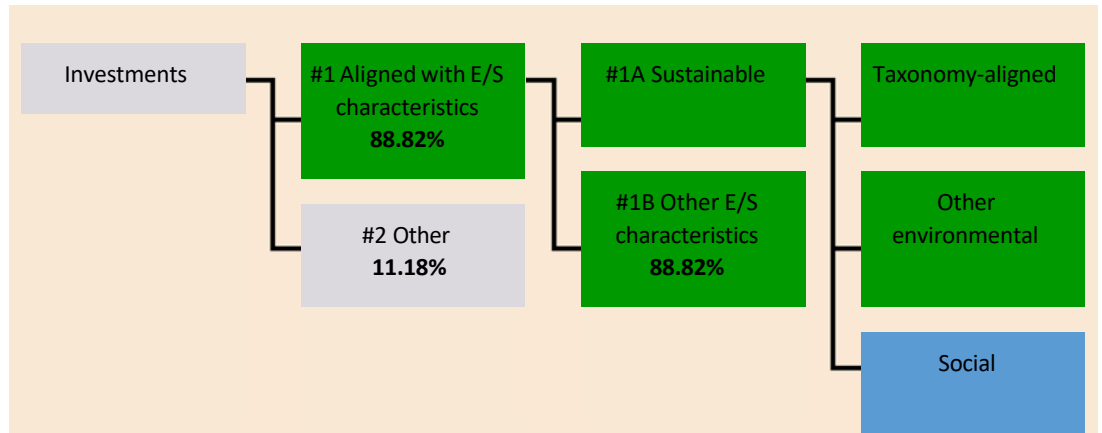 Investments
#1 Aligned with E/S
characteristics
88.82%
#2 Other
11.18%
#1A Sustainable
#1B Other E/S
characteristics
88.82%
Taxonomy-aligned
Other
environmental
Social